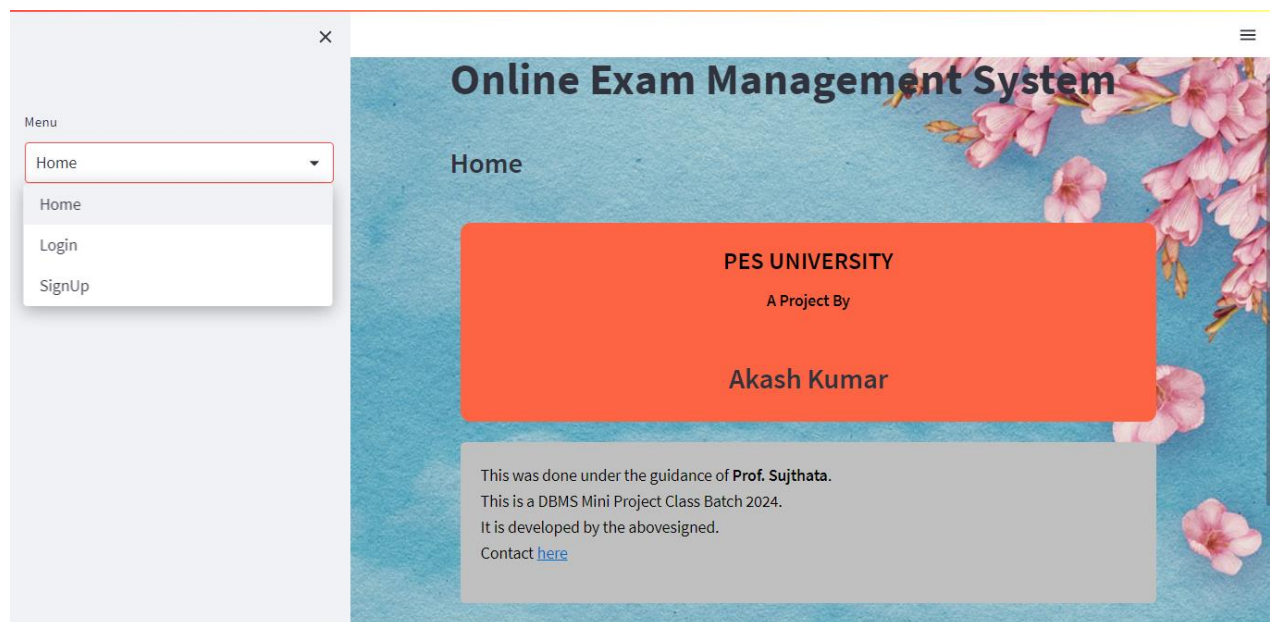 Menu
Home
Home
Login
SignUp
Online Exam Management System
Home
PES UNIVERSITY
A Project By
Akash Kumar
This was done under the guidance of Prof. Sujthata.
This is a DBMS Mini Project Class Batch 2024.
It is developed by the abovesigned.
Contact here